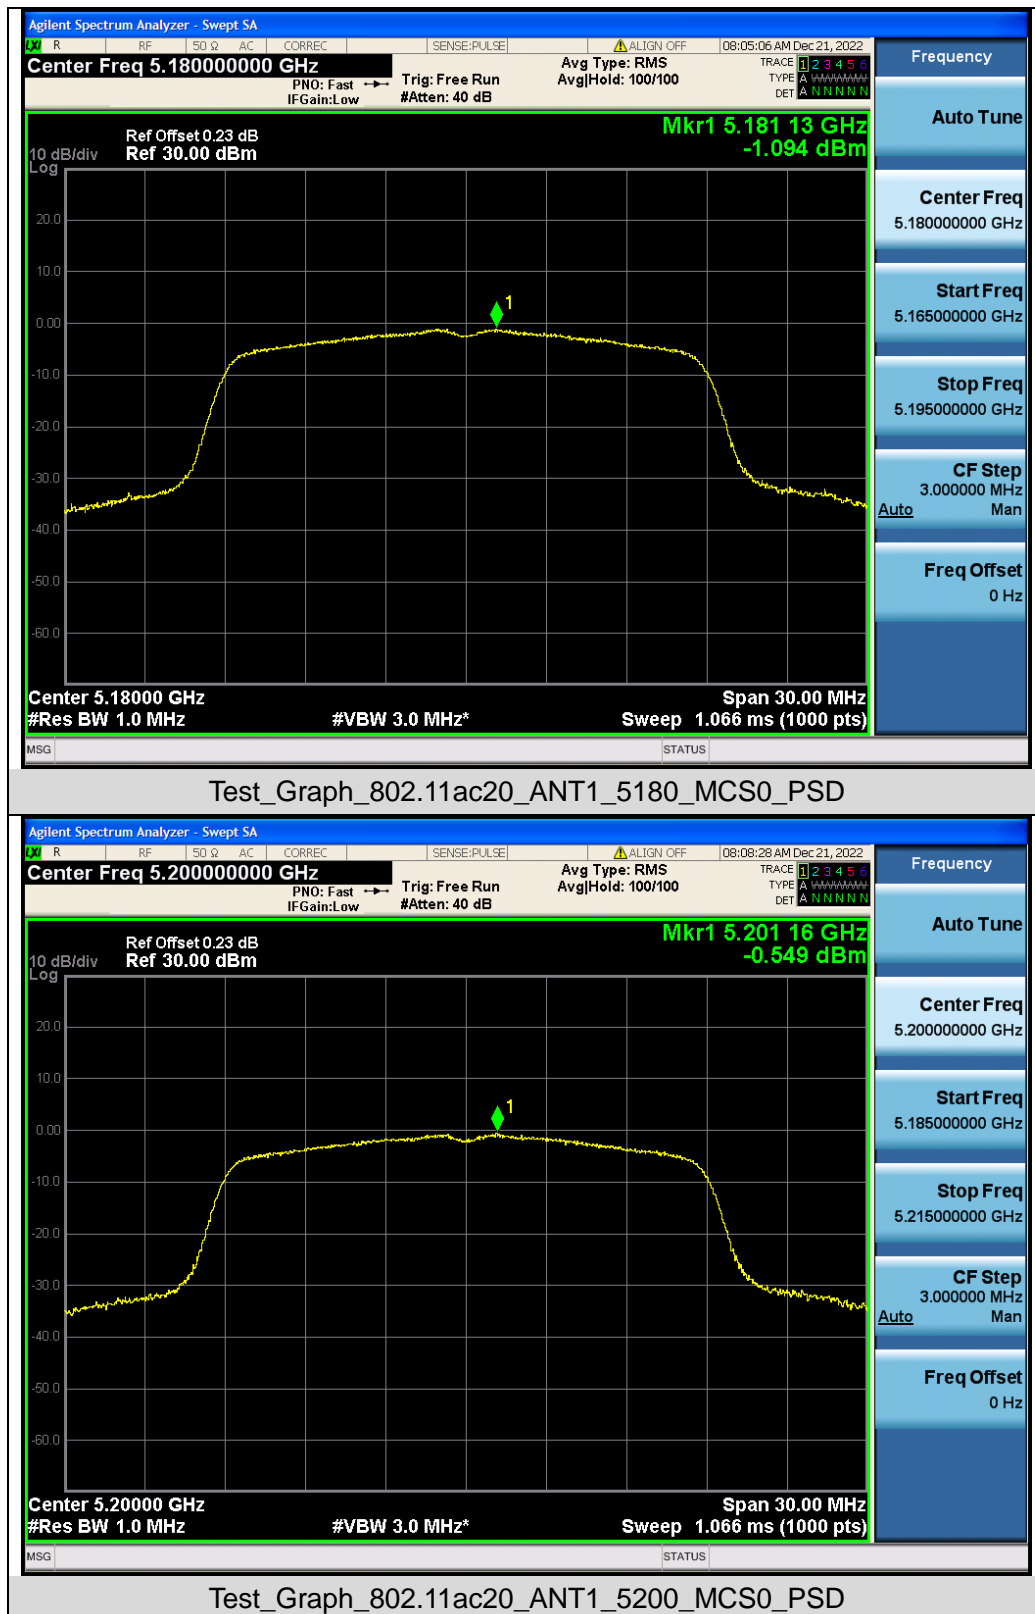 Agilent Spectrum Analyzer - Swept SA
LXI R RF 50 Ω AC CORREC SENSE:PULSE ALIGN OFF 08:05:06 AM Dec 21, 2022
Center Freq 5.180000000 GHz Avg Type: RMS TRACE 1 2 3 4 5 6
PNO: Fast Trig: Free Run Avg|Hold: 100/100 TYPE A
IFGain:Low #Atten: 40 dB DET A N N N N N
Frequency
Auto Tune
Center Freq
5.180000000 GHz
Start Freq
5.165000000 GHz
Stop Freq
5.195000000 GHz
CF Step
3.000000 MHz
Auto Man
Freq Offset
0 Hz
Mkr1 5.181 13 GHz
-1.094 dBm
Ref Offset 0.23 dB
10 dB/div Ref 30.00 dBm
Log
20.0
10.0
1
0.00
-10.0
-20.0
-30.0
-40.0
-50.0
-60.0
Center 5.18000 GHz Span 30.00 MHz
#Res BW 1.0 MHz #VBW 3.0 MHz* Sweep 1.066 ms (1000 pts)
MSG STATUS
Test_Graph_802.11ac20_ANT1_5180_MCS0_PSD
Agilent Spectrum Analyzer - Swept SA
LXI R RF 50 Ω AC CORREC SENSE:PULSE ALIGN OFF 08:08:28 AM Dec 21, 2022
Center Freq 5.200000000 GHz Avg Type: RMS TRACE 1 2 3 4 5 6
PNO: Fast Trig: Free Run Avg|Hold: 100/100 TYPE A
IFGain:Low #Atten: 40 dB DET A N N N N N
Frequency
Auto Tune
Center Freq
5.200000000 GHz
Start Freq
5.185000000 GHz
Stop Freq
5.215000000 GHz
CF Step
3.000000 MHz
Auto Man
Freq Offset
0 Hz
Mkr1 5.201 16 GHz
-0.549 dBm
Ref Offset 0.23 dB
10 dB/div Ref 30.00 dBm
Log
20.0
10.0
1
0.00
-10.0
-20.0
-30.0
-40.0
-50.0
-60.0
Center 5.20000 GHz Span 30.00 MHz
#Res BW 1.0 MHz #VBW 3.0 MHz* Sweep 1.066 ms (1000 pts)
MSG STATUS
Test_Graph_802.11ac20_ANT1_5200_MCS0_PSD